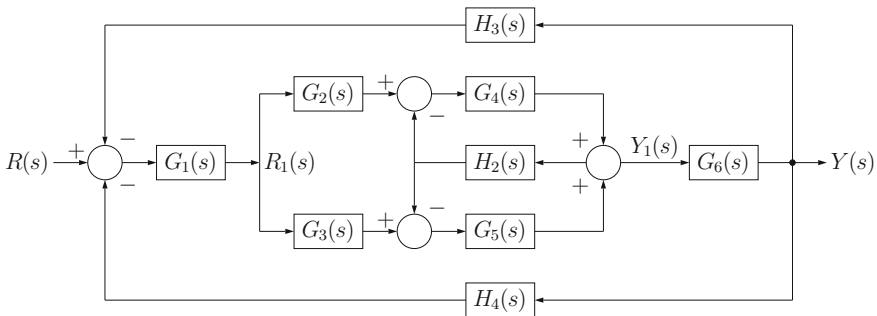 H₃(s)
−
+ G₂(s) + G₄(s)
−
R(s) + G₁(s) R₁(s) H₂(s) + Y₁(s) G₆(s) Y(s)
− +
−
G₃(s) + G₅(s)
H₄(s)